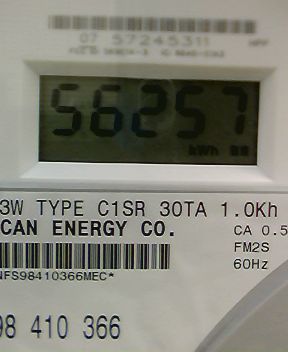 07 57245311
56257
kWh
3W TYPE C1SR 30TA 1.0Kh
CAN ENERGY CO.
CA 0.5
FM2S
60Hz
NFS98410366MEC*
98 410 366